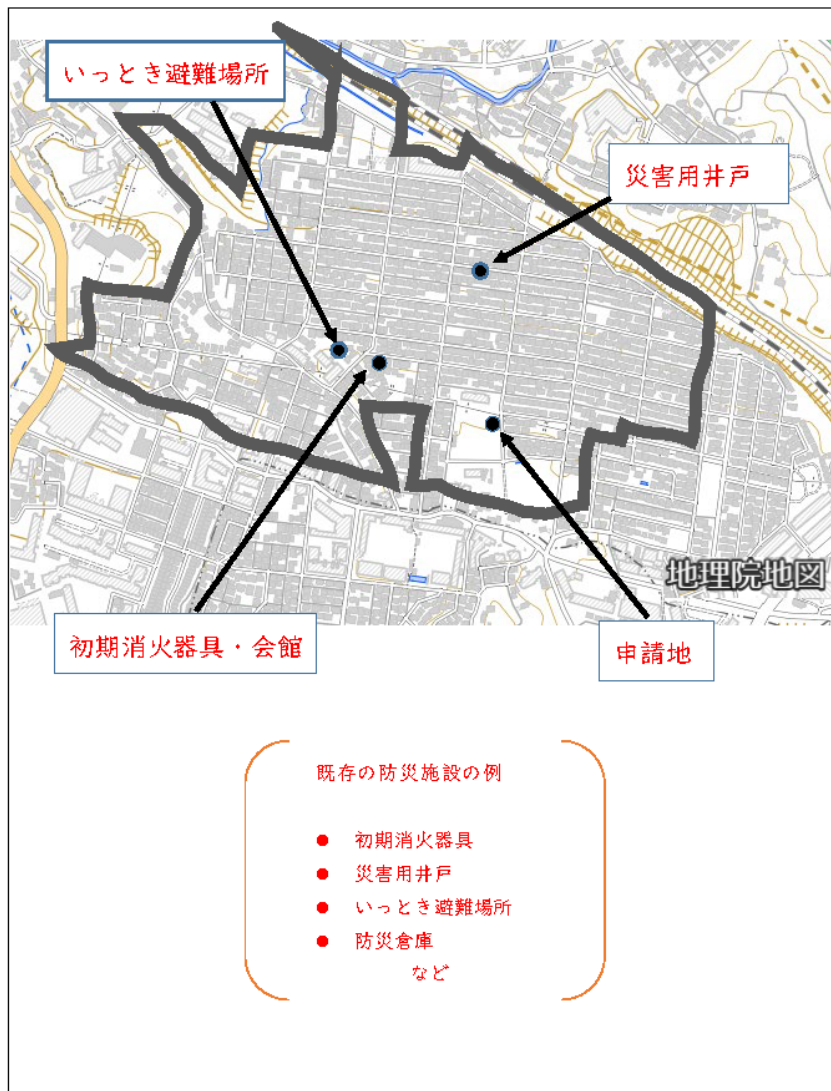 いっとき避難場所
災害用井戸
地理院地図
初期消火器具・会館
申請地
既存の防災施設の例
● 初期消火器具
● 災害用井戸
● いっとき避難場所
● 防災倉庫
など